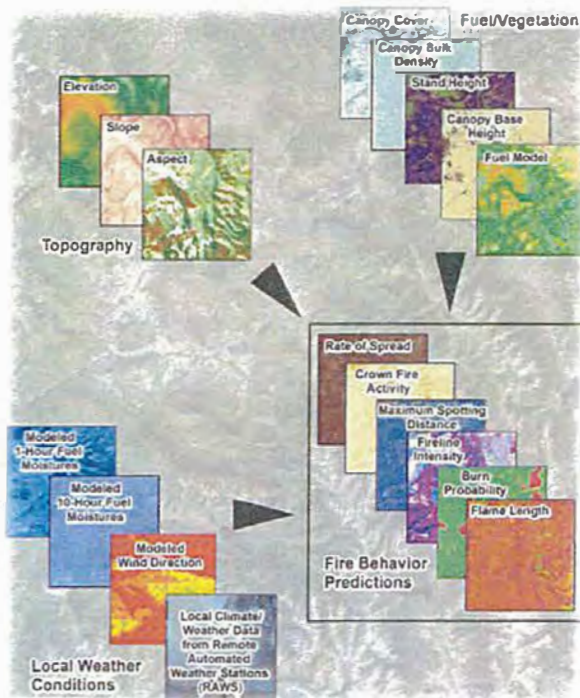 Canopy Cover
Fuel/Vegetation
Canopy Bulk
Density
Stand Height
Canopy Base
Height
Fuel Model
Elevation
Slope
Aspect
Topography
Rate of Spread
Crown Fire
Activity
Maximum Spotting
Distance
Fireline
Intensity
Burn
Probability
Flame Length
Fire Behavior
Predictions
Modeled
1-Hour Fuel
Moistures
Modeled
10-Hour Fuel
Moistures
Modeled
Wind Direction
Local Climate/
Weather Data
from Remote
Automated
Weather Stations
(RAWS)
Local Weather
Conditions